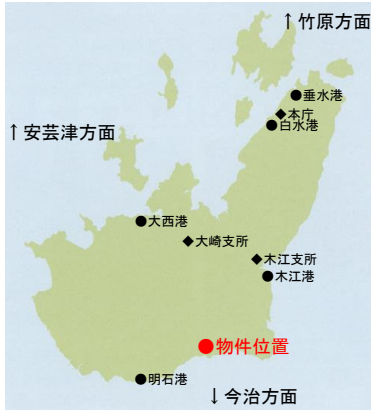 ↑竹原方面
●垂水港
◆本庁
●白水港
↑安芸津方面
●大西港
◆大崎支所
◆木江支所
●木江港
●物件位置
●明石港
↓今治方面